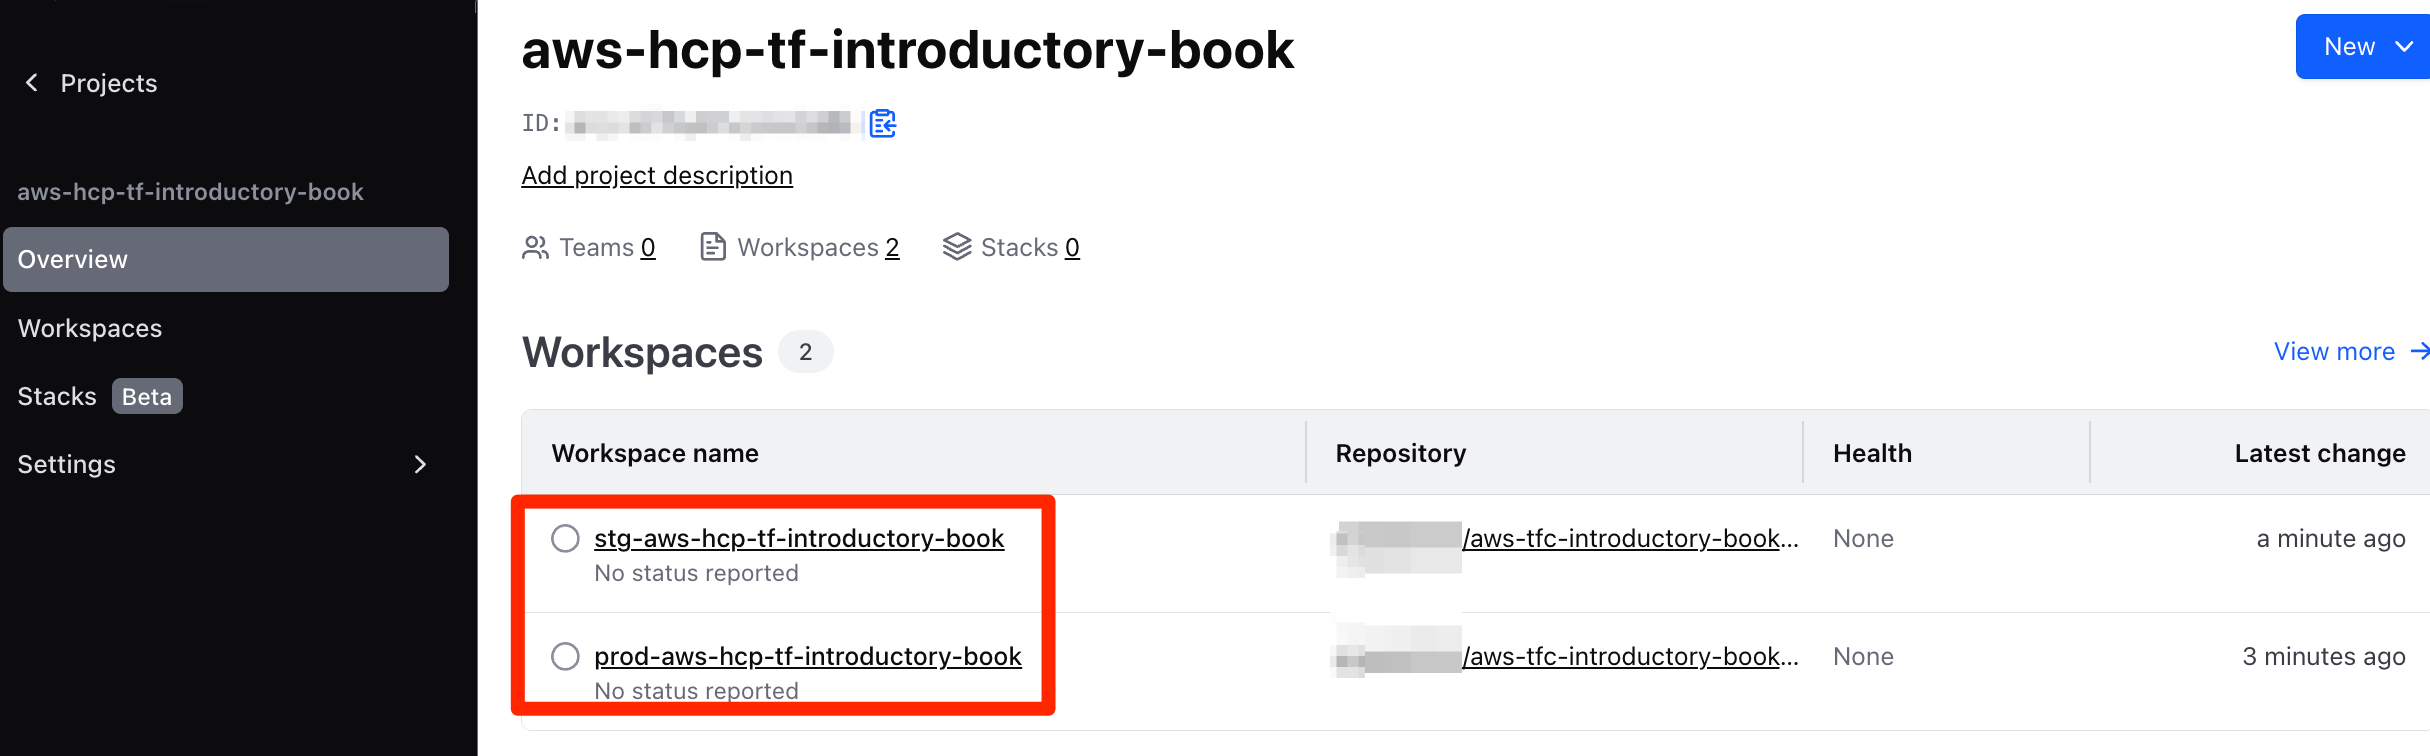 Projects
aws-hcp-tf-introductory-book
Overview
Workspaces
Stacks Beta
Settings
aws-hcp-tf-introductory-book
New
ID:
Add project description
Teams 0 Workspaces 2 Stacks 0
Workspaces 2
View more
Workspace name Repository Health Latest change
stg-aws-hcp-tf-introductory-book /aws-tfc-introductory-book... None a minute ago
No status reported
prod-aws-hcp-tf-introductory-book /aws-tfc-introductory-book... None 3 minutes ago
No status reported